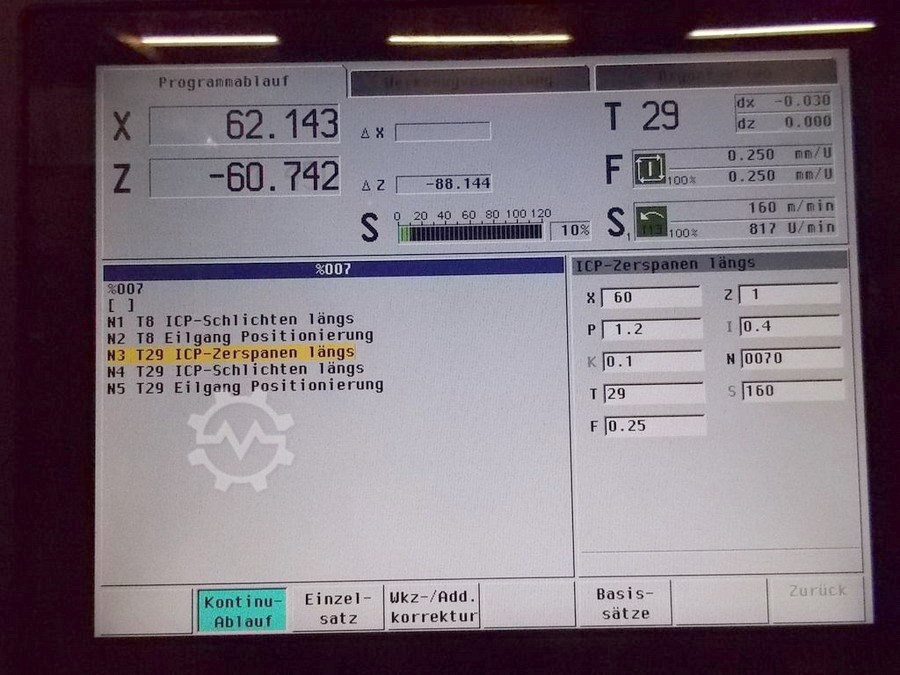 Programmablauf
X 62.143 Δ X
Z -60.742 Δ Z -88.144
T 29 dx -0.030
dz 0.000
F 100% 0.250 mm/U
0.250 mm/U
S 0 20 40 60 80 100 120 10%
S1 100% 160 m/min
817 U/min
%007
%007
[ ]
N1 T8 ICP-Schlichten längs
N2 T8 Eilgang Positionierung
N3 T29 ICP-Zerspanen längs
N4 T29 ICP-Schlichten längs
N5 T29 Eilgang Positionierung
ICP-Zerspanen längs
X 60 Z 1
P 1.2 I 0.4
K 0.1 N 0070
T 29 S 160
F 0.25
Kontinu-
Ablauf
Einzel-
satz
Wkz-/Add.
korrektur
Basis-
sätze
Zurück